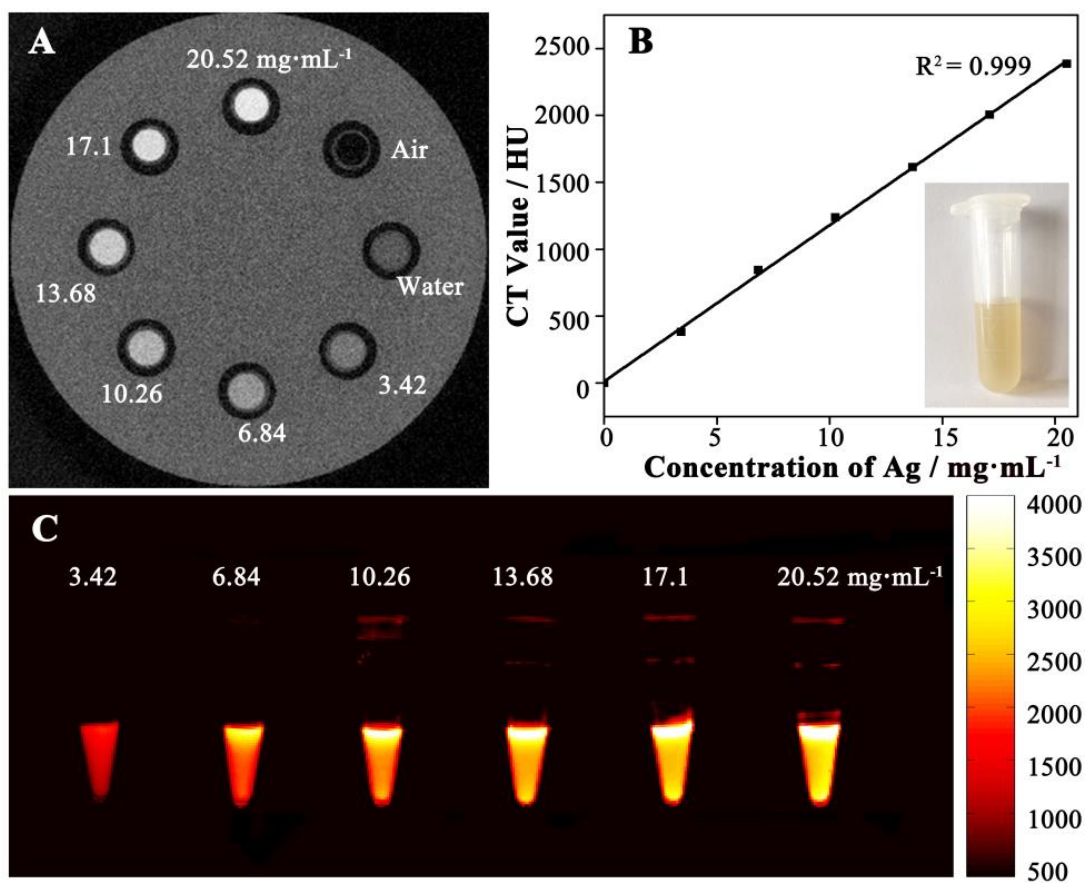 A
20.52 mg·mL⁻¹
17.1
Air
13.68
Water
10.26
3.42
6.84
B
R² = 0.999
CT Value / HU
2500
2000
1500
1000
500
0
0 5 10 15 20
Concentration of Ag / mg·mL⁻¹
C
3.42 6.84 10.26 13.68 17.1 20.52 mg·mL⁻¹
4000
3500
3000
2500
2000
1500
1000
500